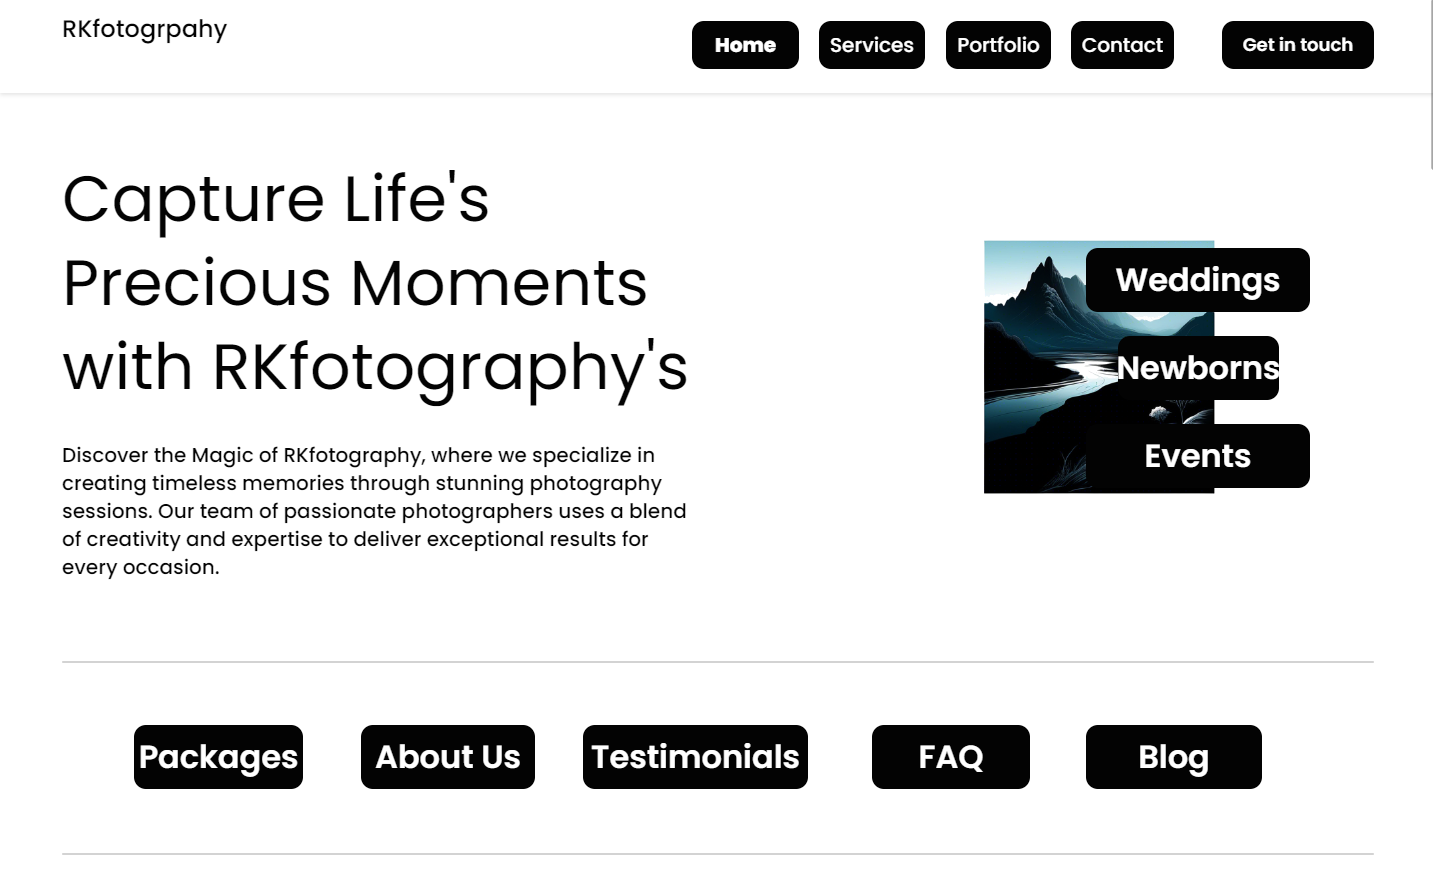 RKfotogrpahy
Home
Services
Portfolio
Contact
Get in touch
Capture Life's
Precious Moments
with RKfotography's
Discover the Magic of RKfotography, where we specialize in
creating timeless memories through stunning photography
sessions. Our team of passionate photographers uses a blend
of creativity and expertise to deliver exceptional results for
every occasion.
Weddings
Newborns
Events
Packages
About Us
Testimonials
FAQ
Blog